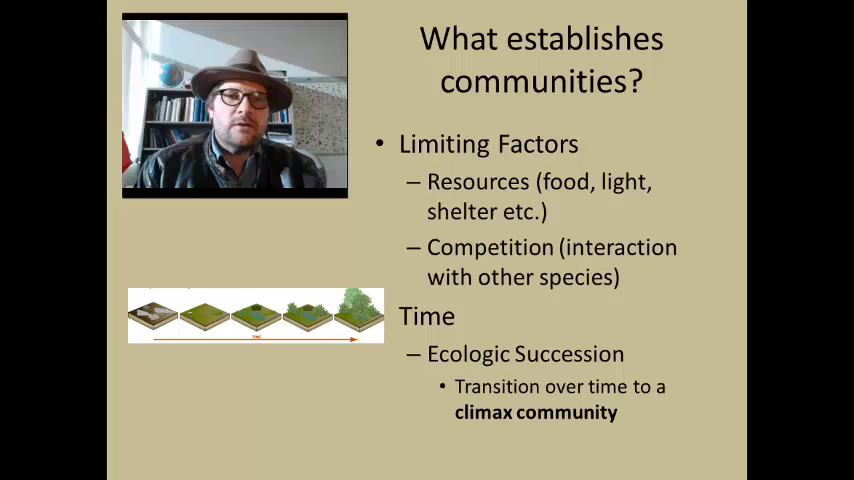 What establishes
communities?
• Limiting Factors
– Resources (food, light,
shelter etc.)
– Competition (interaction
with other species)
Time
– Ecologic Succession
• Transition over time to a
climax community
TIME